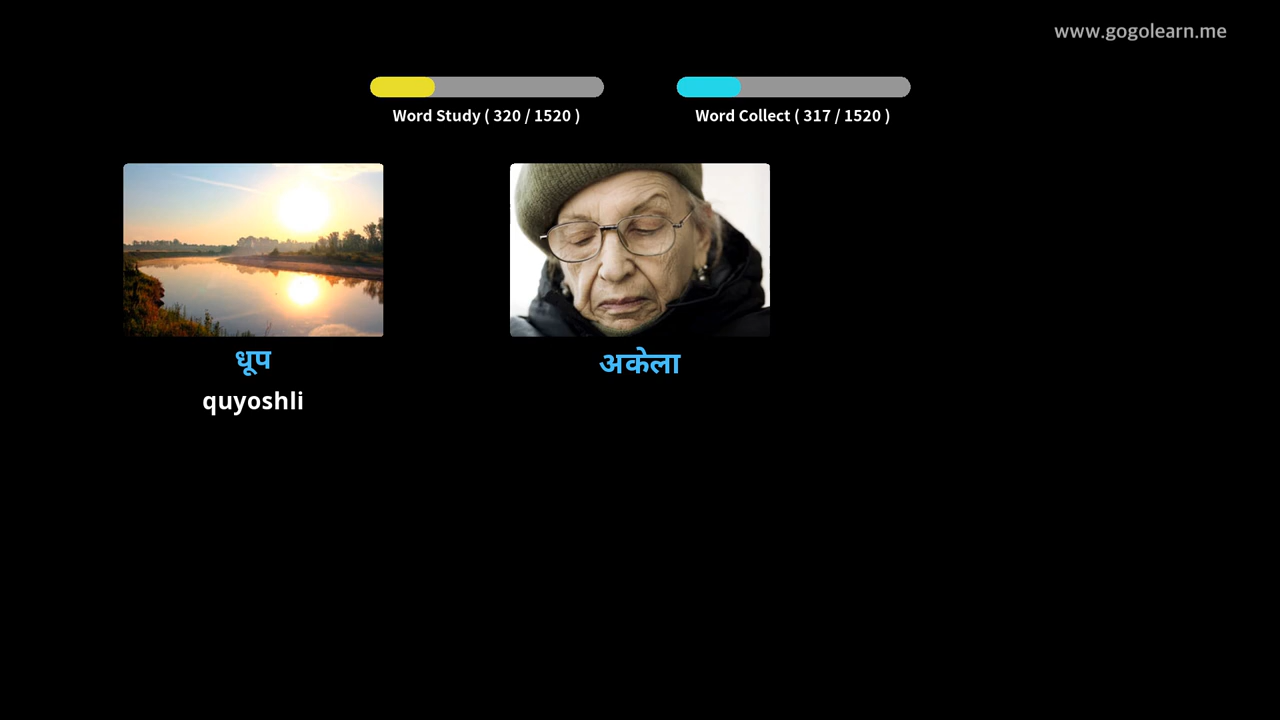 www.gogolearn.me
Word Study ( 320 / 1520 )
Word Collect ( 317 / 1520 )
धूप
अकेला
quyoshli